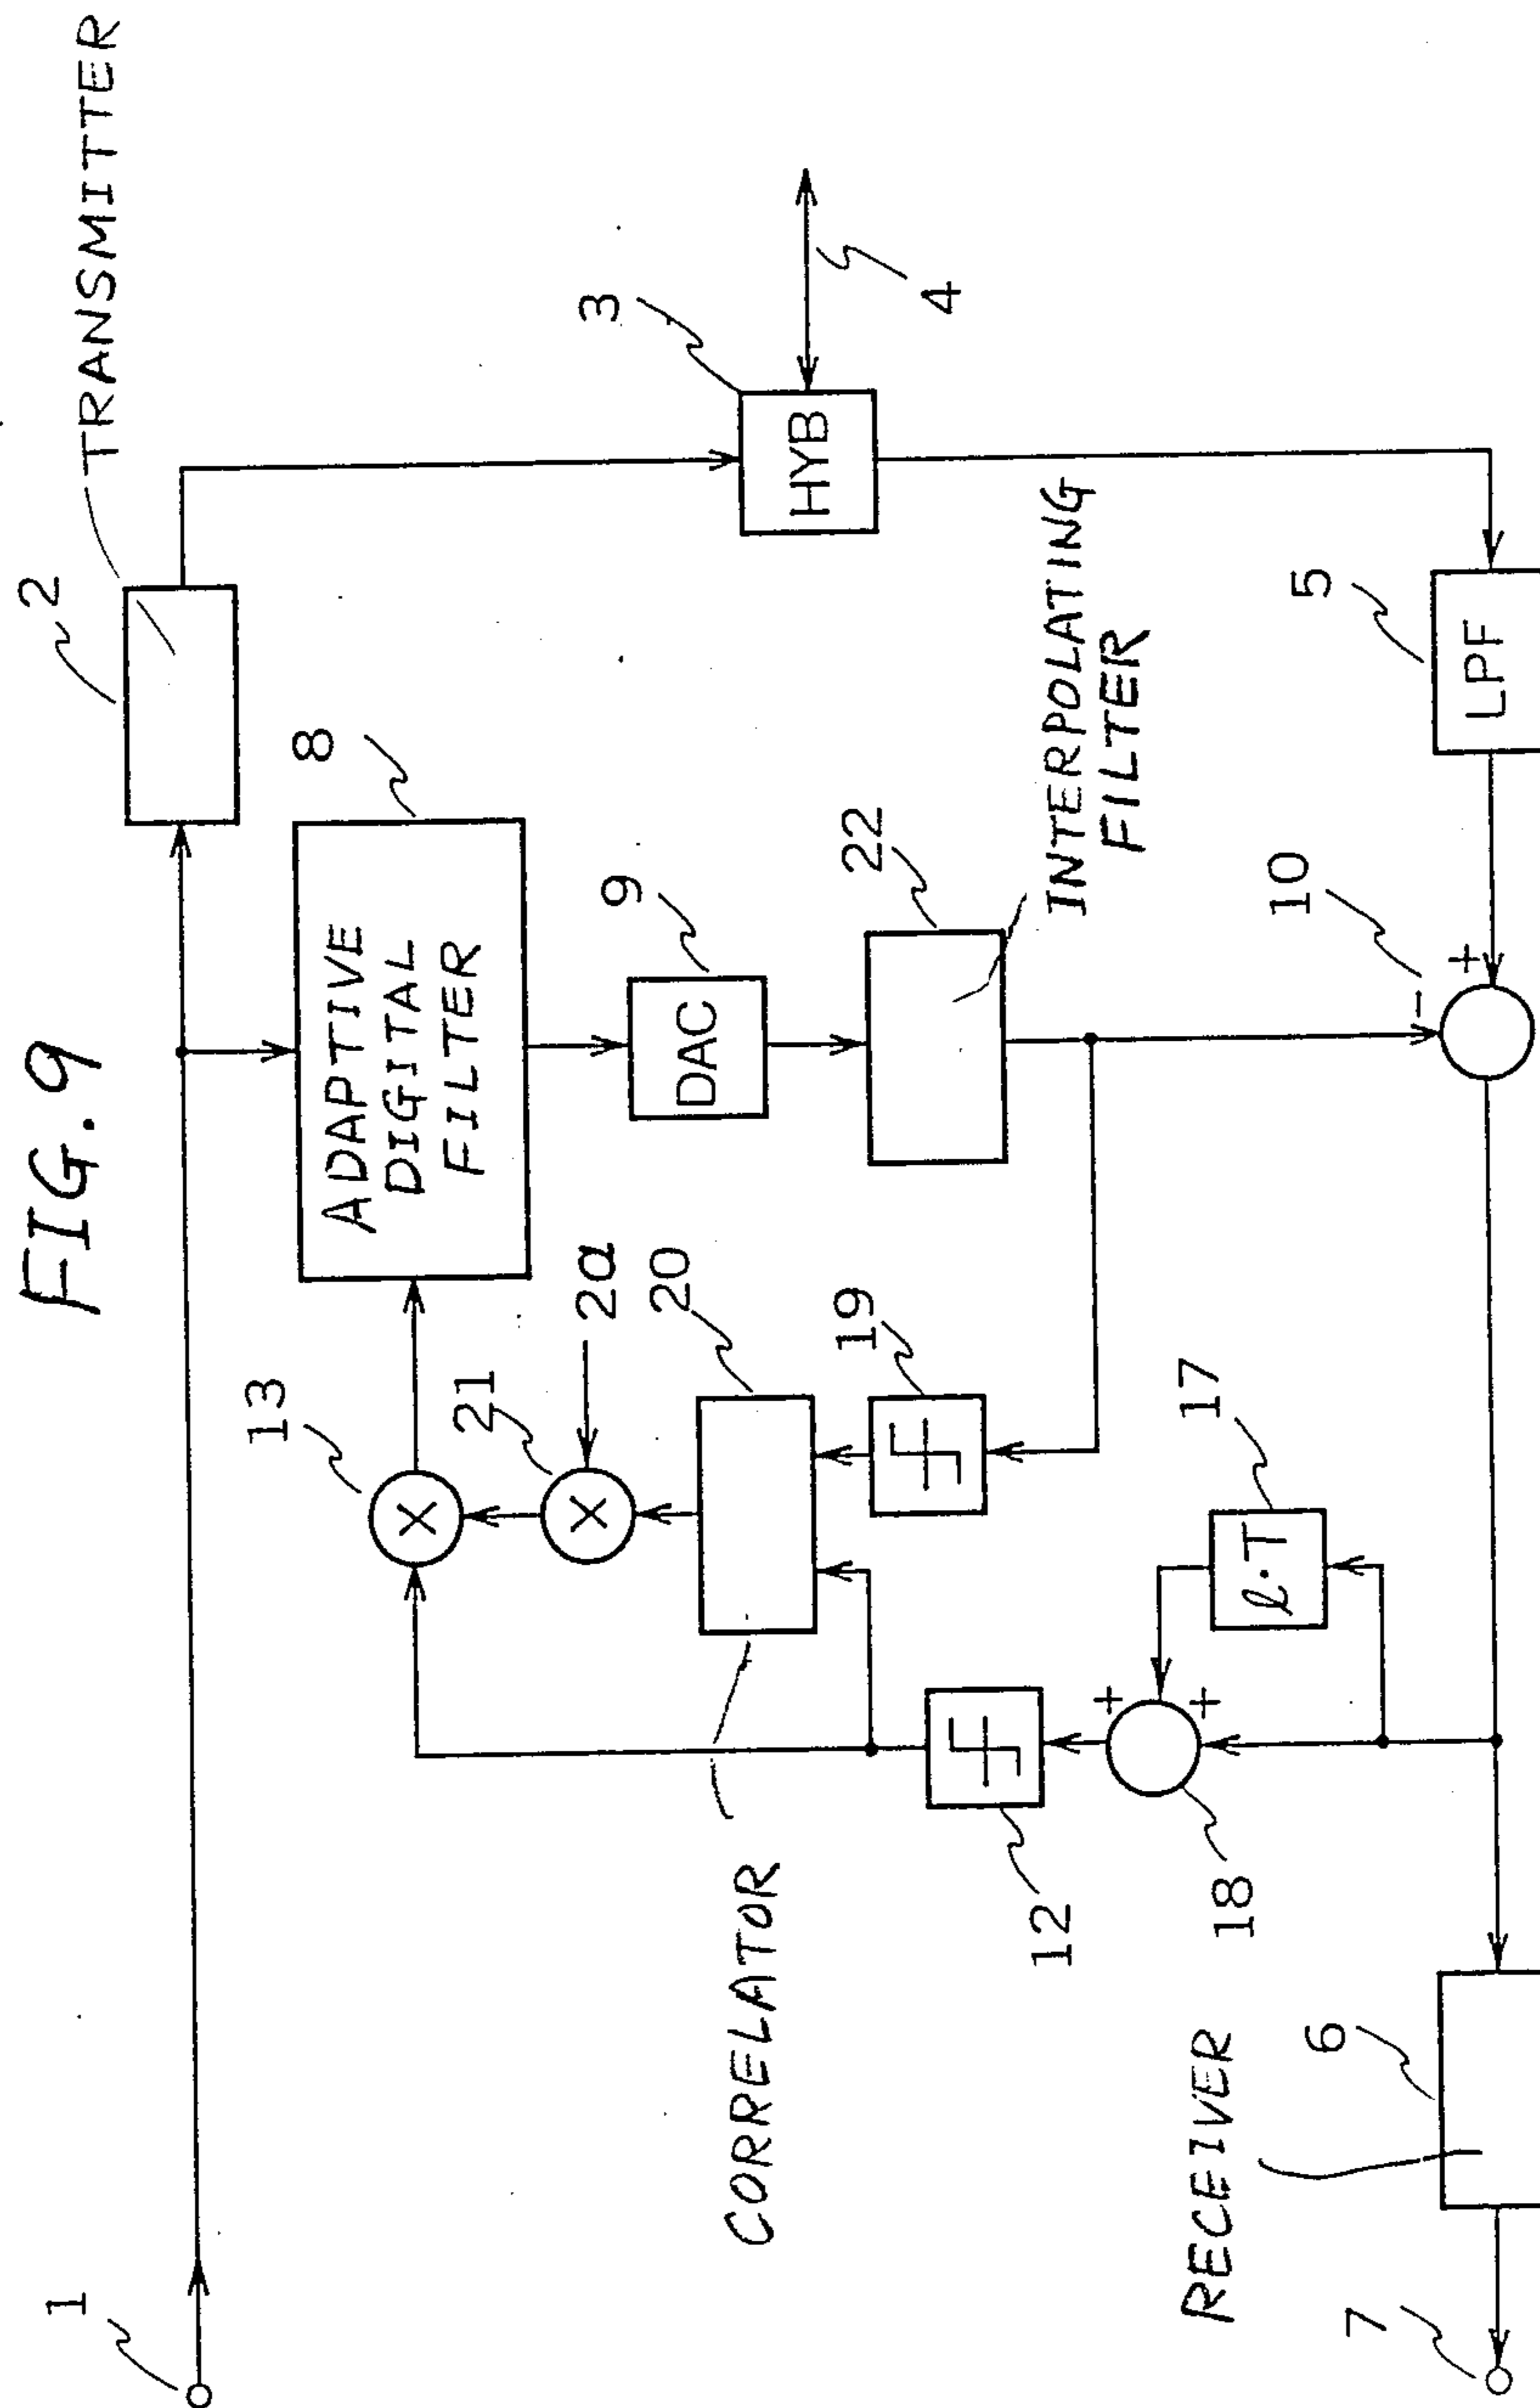 FIG. 9
1
2
TRANSMITTER
13
8
ADAPTIVE
DIGITAL
FILTER
21
2α
9
DAC
3
HYB
4
20
CORRELATOR
19
22
INTERPOLATING
FILTER
12
+
+
18
17
ℓ·T
10
-
+
5
LPF
RECEIVER
6
7
X
X